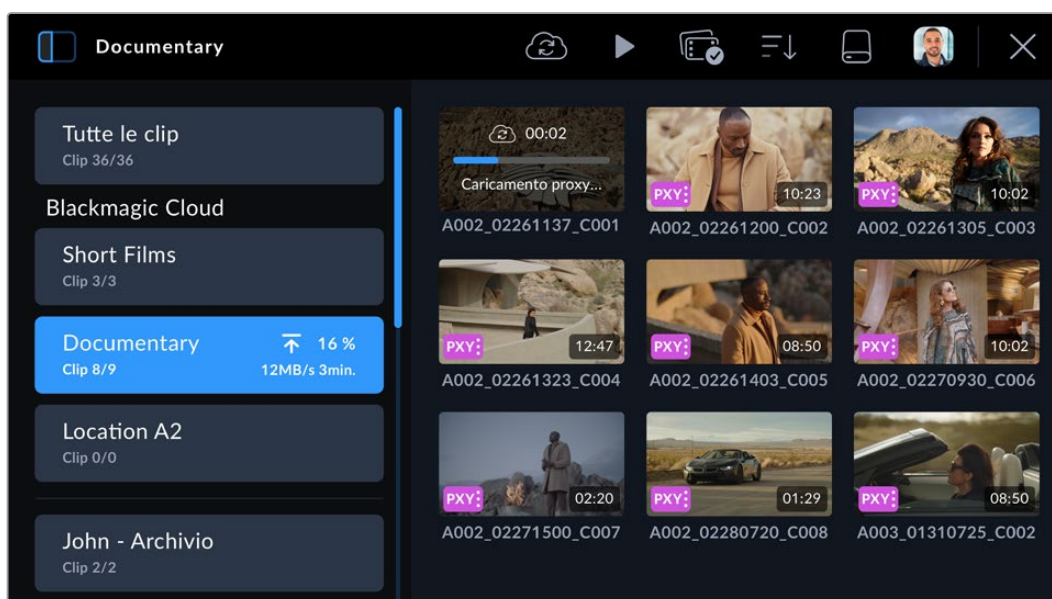 Documentary
Tutte le clip
Clip 36/36
Blackmagic Cloud
Short Films
Clip 3/3
Documentary 16 %
Clip 8/9 12MB/s 3min.
Location A2
Clip 0/0
John - Archivio
Clip 2/2
00:02
Caricamento proxy...
A002_02261137_C001
PXY 10:23
A002_02261200_C002
PXY 10:02
A002_02261305_C003
PXY 12:47
A002_02261323_C004
PXY 08:50
A002_02261403_C005
PXY 10:02
A002_02270930_C006
PXY 02:20
A002_02271500_C007
PXY 01:29
A002_02280720_C008
PXY 08:50
A003_01310725_C002